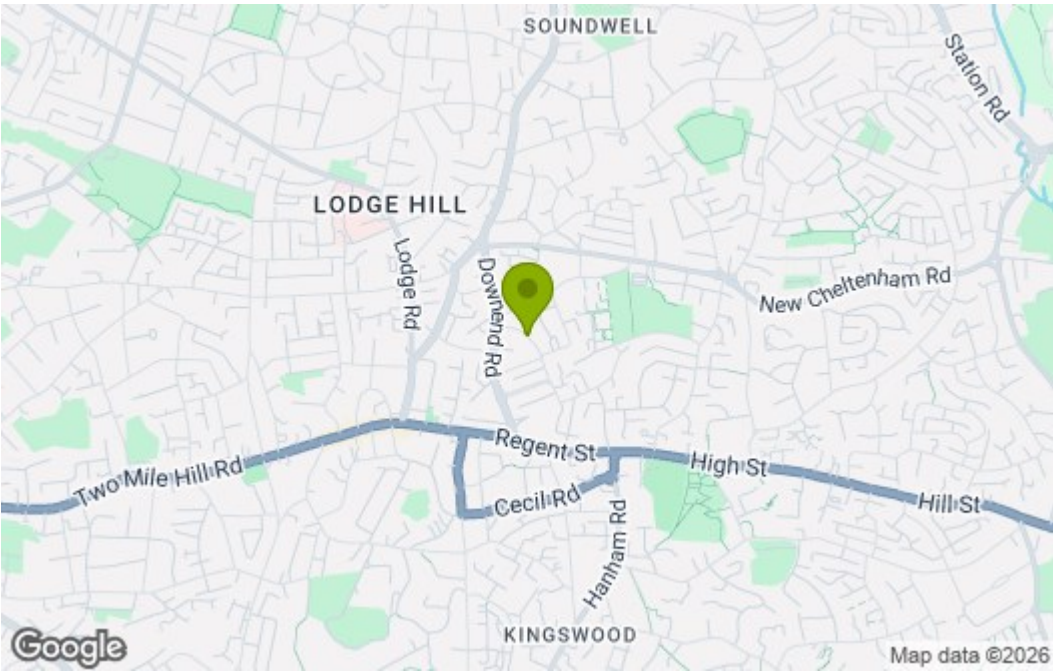 SOUNDWELL
Station Rd
LODGE HILL
Lodge Rd
Downend Rd
New Cheltenham Rd
Regent St
High St
Two Mile Hill Rd
Cecil Rd
Hill St
Hanham Rd
KINGSWOOD
Google
Map data ©2026